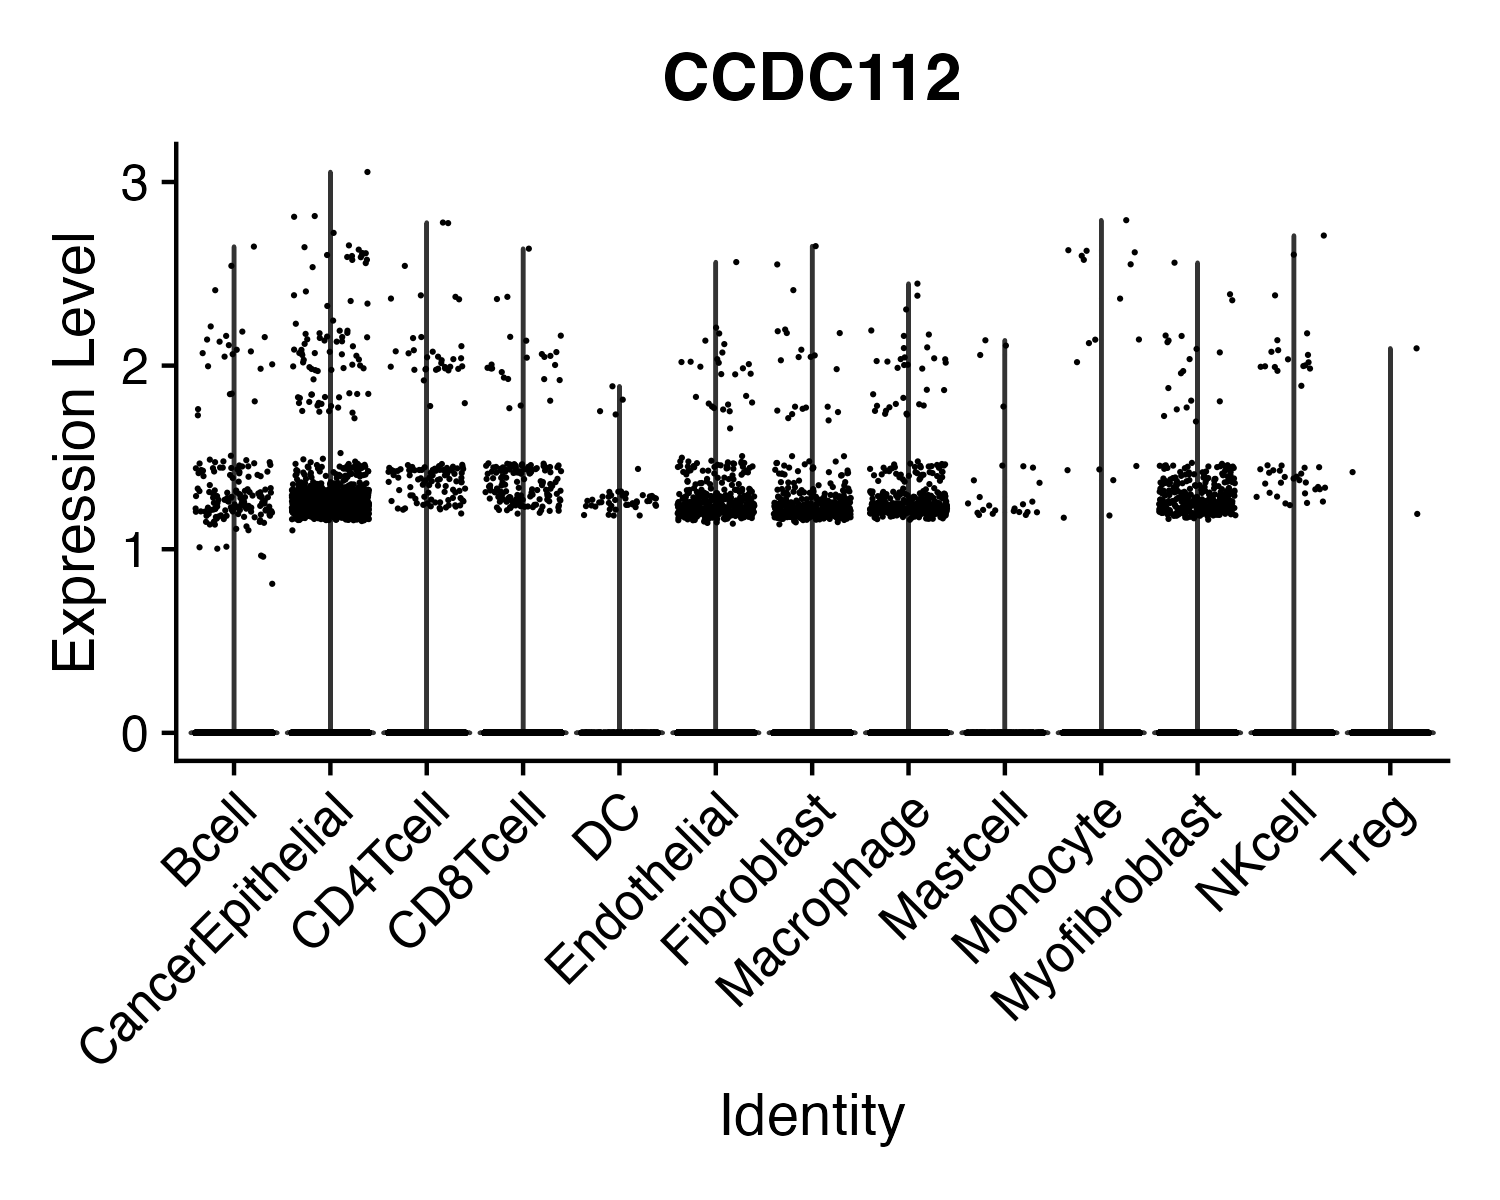 CCDC112
Expression Level
3
2
1
0
Bcell
CancerEpithelial
CD4Tcell
CD8Tcell
DC
Endothelial
Fibroblast
Macrophage
Mastcell
Monocyte
Myofibroblast
NKcell
Treg
Identity